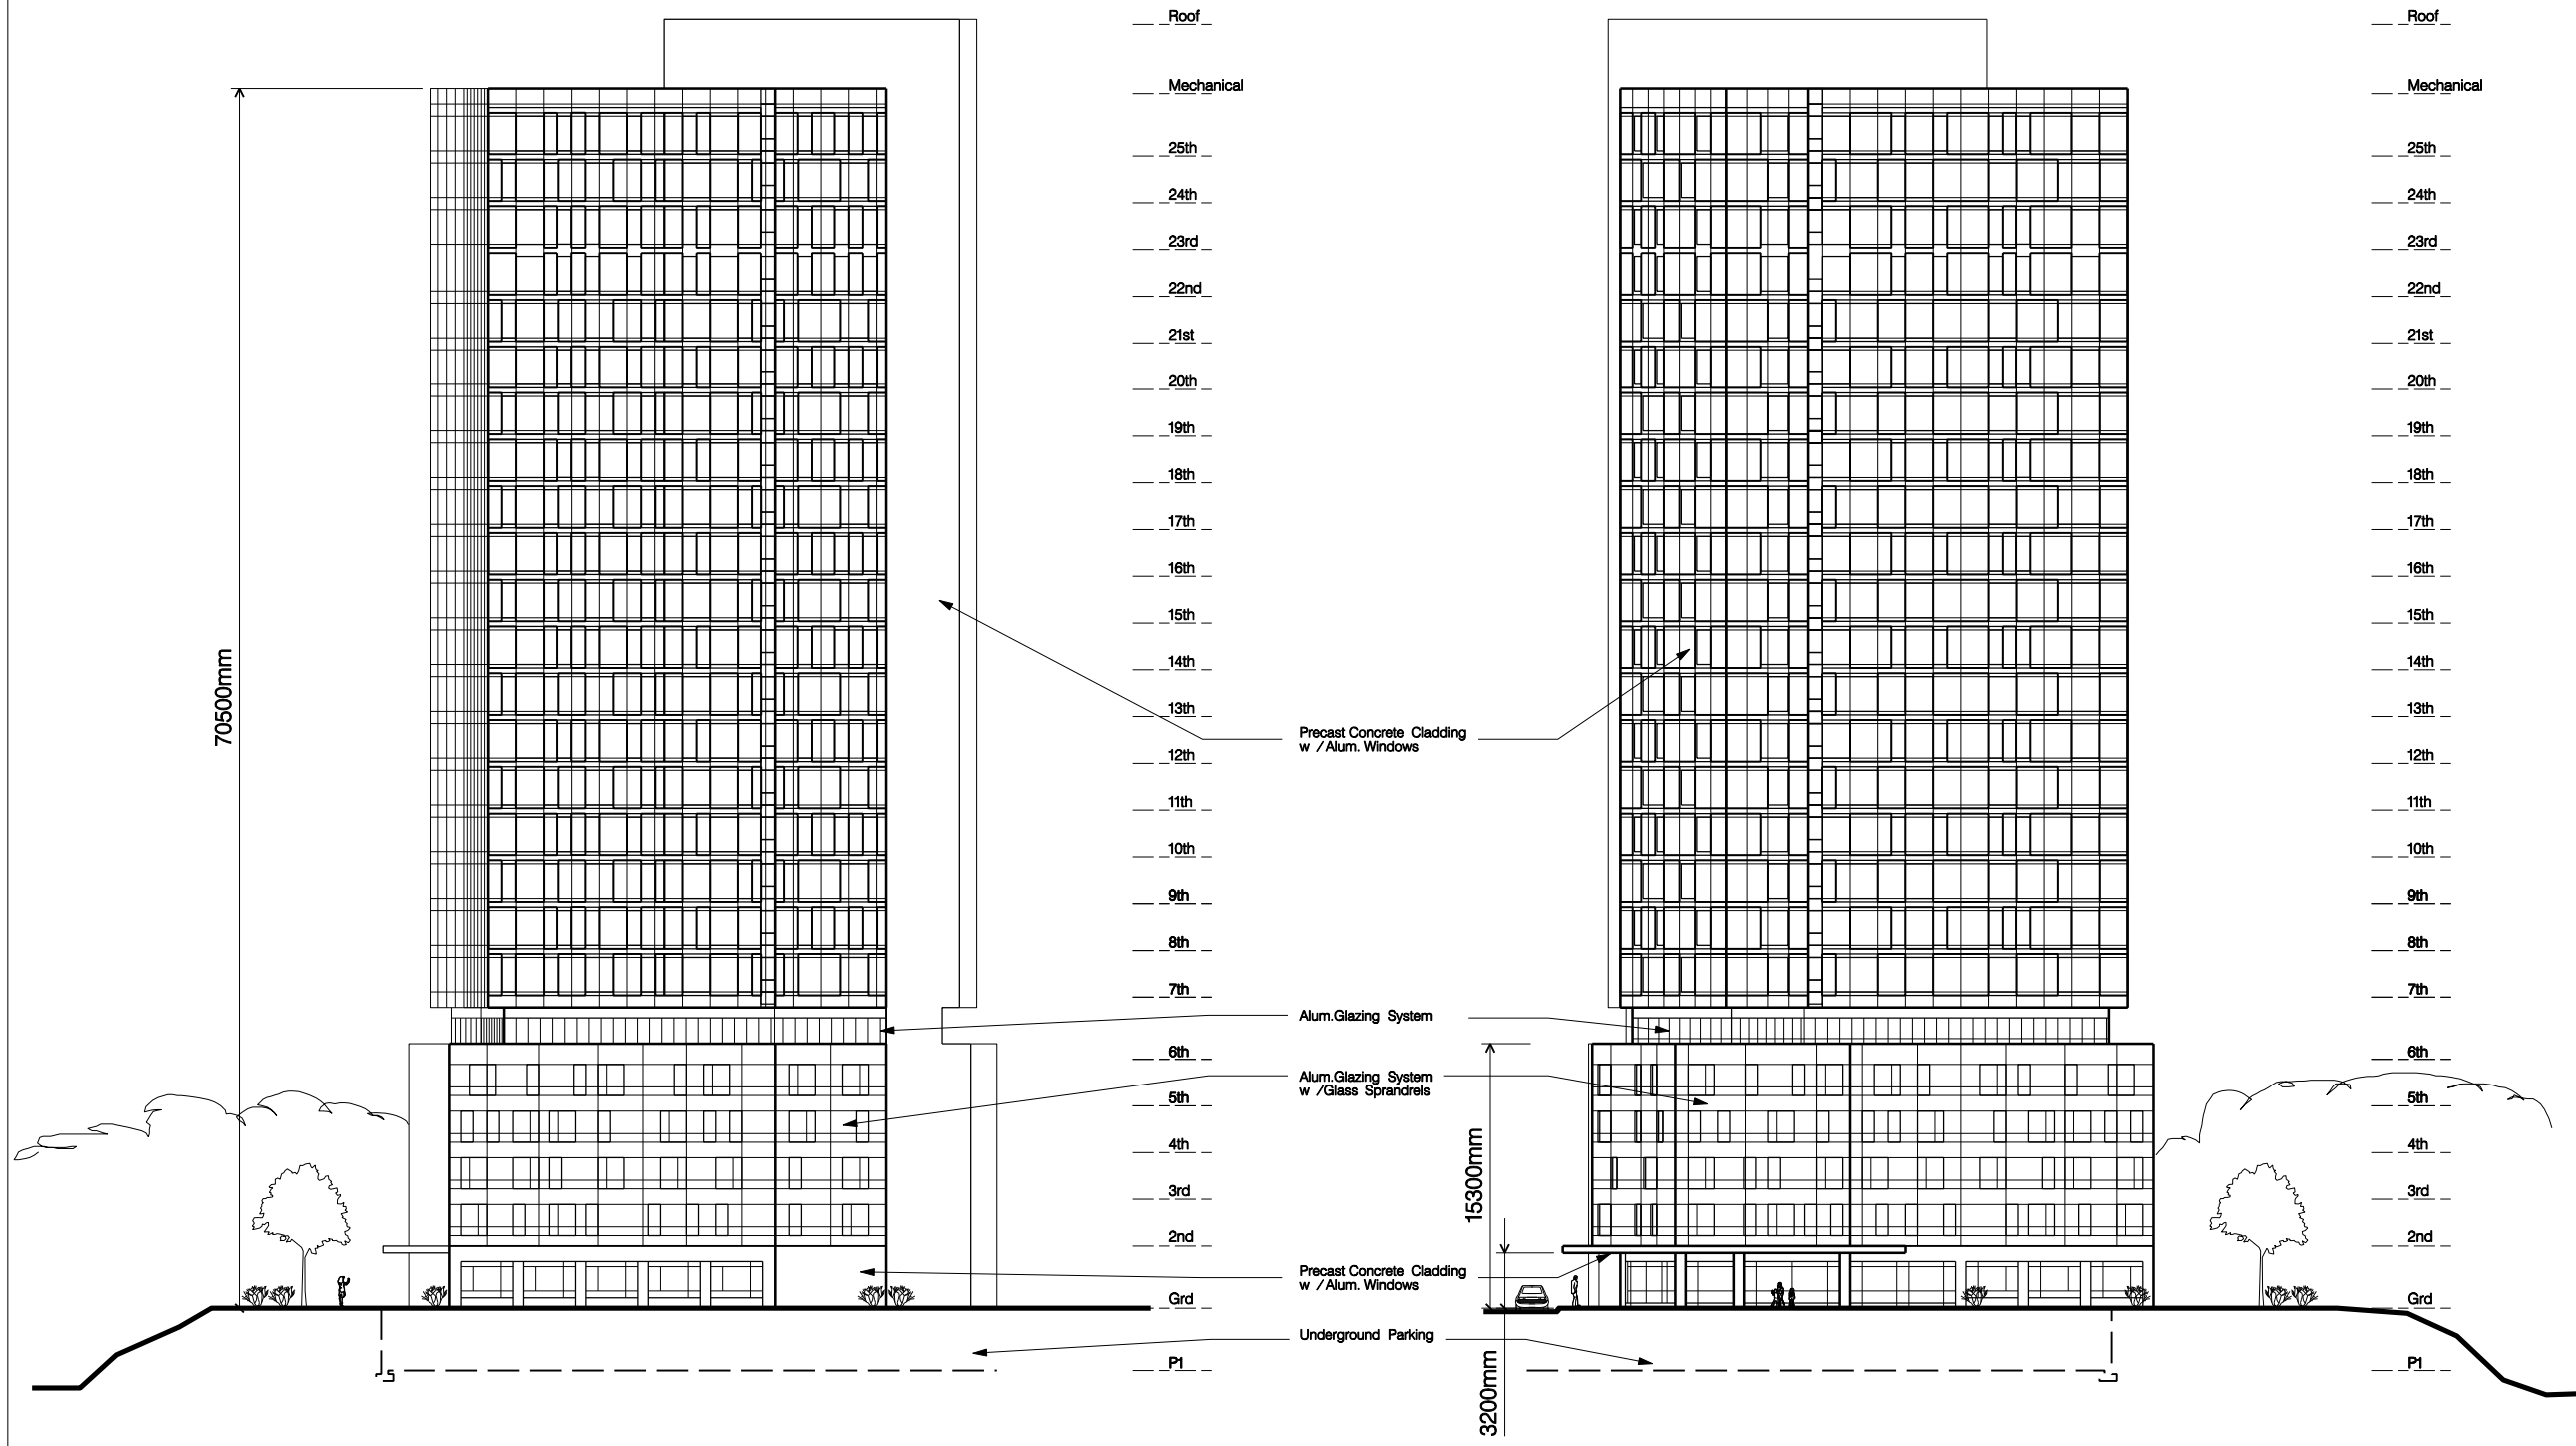 Roof
Mechanical
25th
24th
23rd
22nd
21st
20th
19th
18th
17th
16th
15th
14th
13th
12th
11th
10th
9th
8th
7th
6th
5th
4th
3rd
2nd
Grd
P1
70500mm
Precast Concrete Cladding
w / Alum. Windows
Alum.Glazing System
Alum.Glazing System
w /Glass Sprandrels
Precast Concrete Cladding
w / Alum. Windows
Underground Parking
15300mm
3200mm
Roof
Mechanical
25th
24th
23rd
22nd
21st
20th
19th
18th
17th
16th
15th
14th
13th
12th
11th
10th
9th
8th
7th
6th
5th
4th
3rd
2nd
Grd
P1